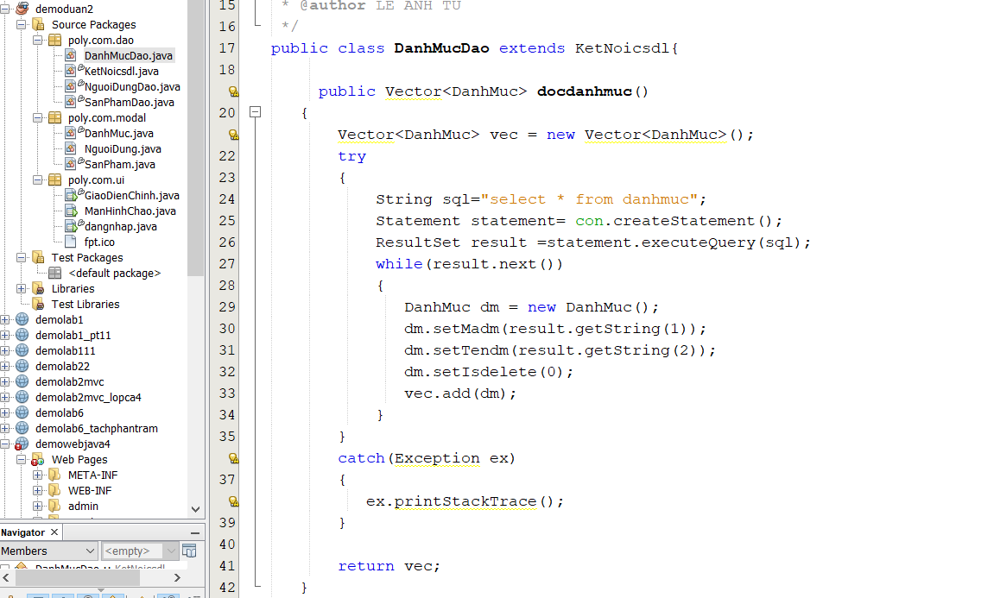 demoduan2
Source Packages
poly.com.dao
DanhMucDao.java
KetNoicsdl.java
NguoiDungDao.java
SanPhamDao.java
poly.com.modal
DanhMuc.java
NguoiDung.java
SanPham.java
poly.com.ui
GiaoDienChinh.java
ManHinhChao.java
dangnhap.java
fpt.ico
Test Packages
<default package>
Libraries
Test Libraries
demolab1
demolab1_pt11
demolab111
demolab22
demolab2mvc
demolab2mvc_lopca4
demolab6
demolab6_tachphantram
demowebjava4
Web Pages
META-INF
WEB-INF
admin
Navigator
Members <empty>
DanhMucDao :: KetNoicsdl
15 * @author LE ANH TU
16 */
17 public class DanhMucDao extends KetNoicsdl{
18
public Vector<DanhMuc> docdanhmuc()
20 {
Vector<DanhMuc> vec = new Vector<DanhMuc>();
22 try
23 {
24 String sql="select * from danhmuc";
25 Statement statement= con.createStatement();
26 ResultSet result =statement.executeQuery(sql);
27 while(result.next())
28 {
29 DanhMuc dm = new DanhMuc();
30 dm.setMadm(result.getString(1));
31 dm.setTendm(result.getString(2));
32 dm.setIsdelete(0);
33 vec.add(dm);
34 }
35 }
catch(Exception ex)
37 {
ex.printStackTrace();
39 }
40
41 return vec;
42 }